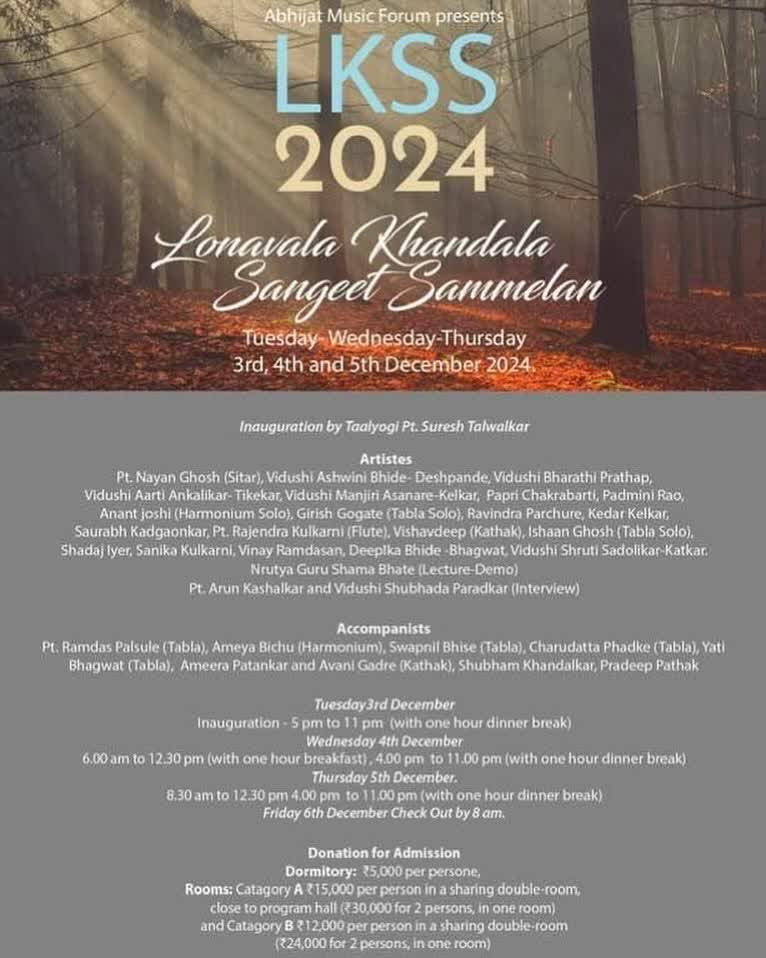 Abhijat Music Forum presents
LKSS
2024
Lonavala Khandala
Sangeet Sammelan
Tuesday- Wednesday-Thursday
3rd, 4th and 5th December 2024.
Inauguration by Taalyogi Pt. Suresh Talwalkar
Artistes
Pt. Nayan Ghosh (Sitar), Vidushi Ashwini Bhide- Deshpande, Vidushi Bharathi Prathap,
Vidushi Aarti Ankalikar- Tikekar, Vidushi Manjiri Asanare-Kelkar, Papri Chakrabarti, Padmini Rao,
Anant joshi (Harmonium Solo), Girish Gogate (Tabla Solo), Ravindra Parchure, Kedar Kelkar,
Saurabh Kadgaonkar, Pt. Rajendra Kulkarni (Flute), Vishavdeep (Kathak), Ishaan Ghosh (Tabla Solo),
Shadaj Iyer, Sanika Kulkarni, Vinay Ramdasan, Deeplka Bhide -Bhagwat, Vidushi Shruti Sadolikar-Katkar.
Nrutya Guru Shama Bhate (Lecture-Demo)
Pt. Arun Kashalkar and Vidushi Shubhada Paradkar (Interview)
Accompanists
Pt. Ramdas Palsule (Tabla), Ameya Bichu (Harmonium), Swapnil Bhise (Tabla), Charudatta Phadke (Tabla), Yati
Bhagwat (Tabla), Ameera Patankar and Avani Gadre (Kathak), Shubham Khandalkar, Pradeep Pathak
Tuesday3rd December
Inauguration - 5 pm to 11 pm (with one hour dinner break)
Wednesday 4th December
6.00 am to 12.30 pm (with one hour breakfast) , 4.00 pm to 11.00 pm (with one hour dinner break)
Thursday 5th December.
8.30 am to 12.30 pm 4.00 pm to 11.00 pm (with one hour dinner break)
Friday 6th December Check Out by 8 am.
Donation for Admission
Dormitory: ₹5,000 per persone,
Rooms: Catagory A ₹15,000 per person in a sharing double-room,
close to program hall (₹30,000 for 2 persons, in one room)
and Catagory B ₹12,000 per person in a sharing double-room
(₹24,000 for 2 persons, in one room)